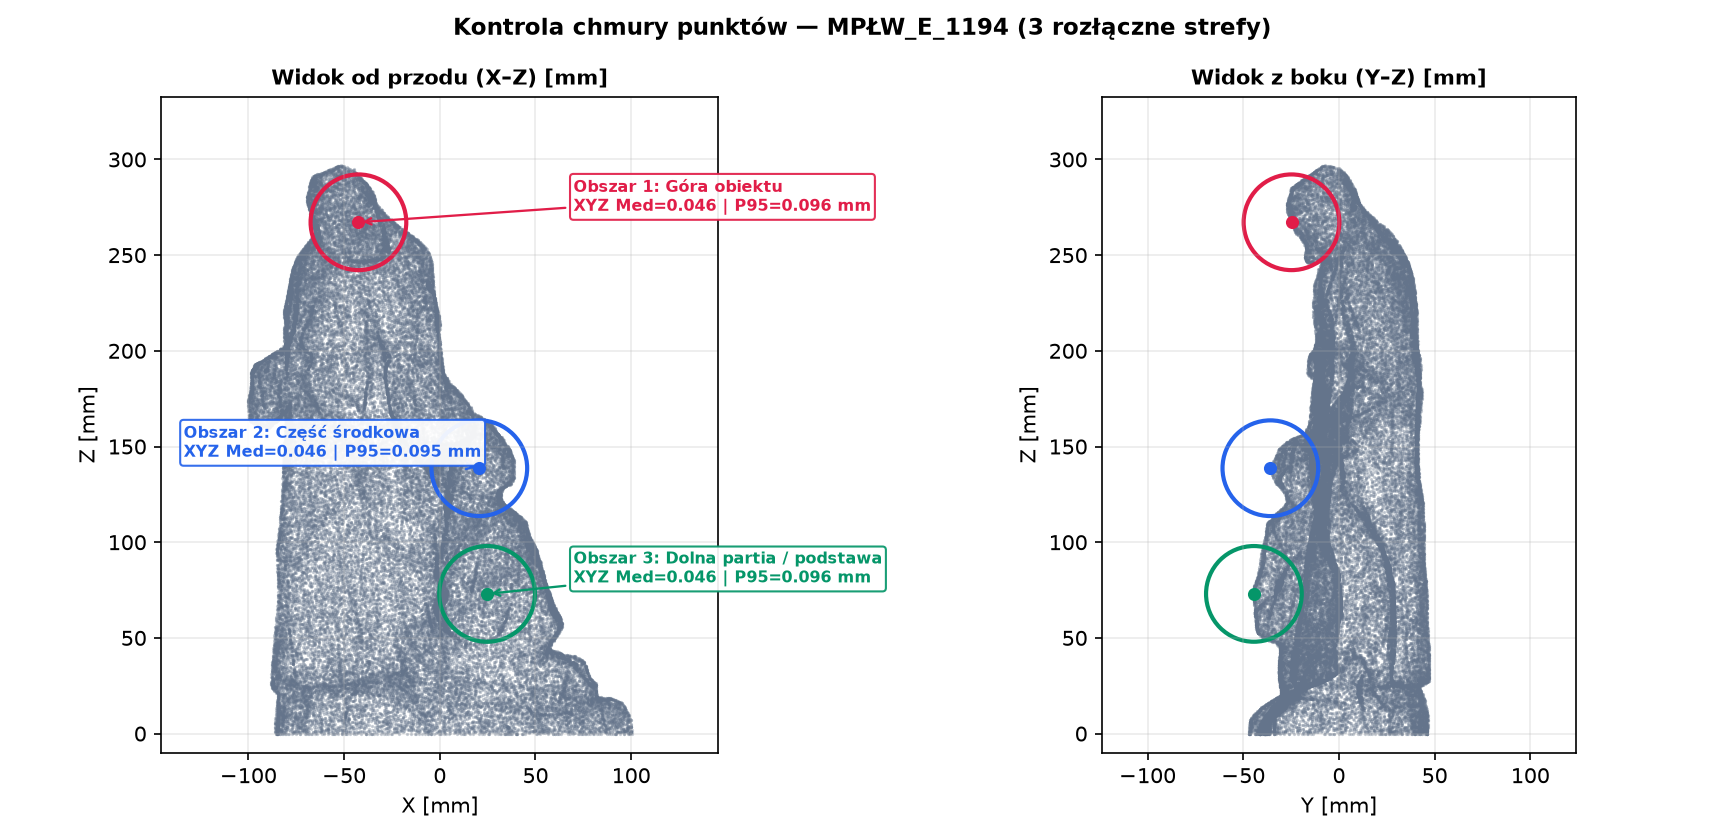 Kontrola chmury punktów — MPŁW_E_1194 (3 rozłączne strefy)
Widok od przodu (X–Z) [mm]
300
250
200
150
100
50
0
Z [mm]
−100
−50
0
50
100
X [mm]
Obszar 1: Góra obiektu
XYZ Med=0.046 | P95=0.096 mm
Obszar 2: Część środkowa
XYZ Med=0.046 | P95=0.095 mm
Obszar 3: Dolna partia / podstawa
XYZ Med=0.046 | P95=0.096 mm
Widok z boku (Y–Z) [mm]
300
250
200
150
100
50
0
Z [mm]
−100
−50
0
50
100
Y [mm]